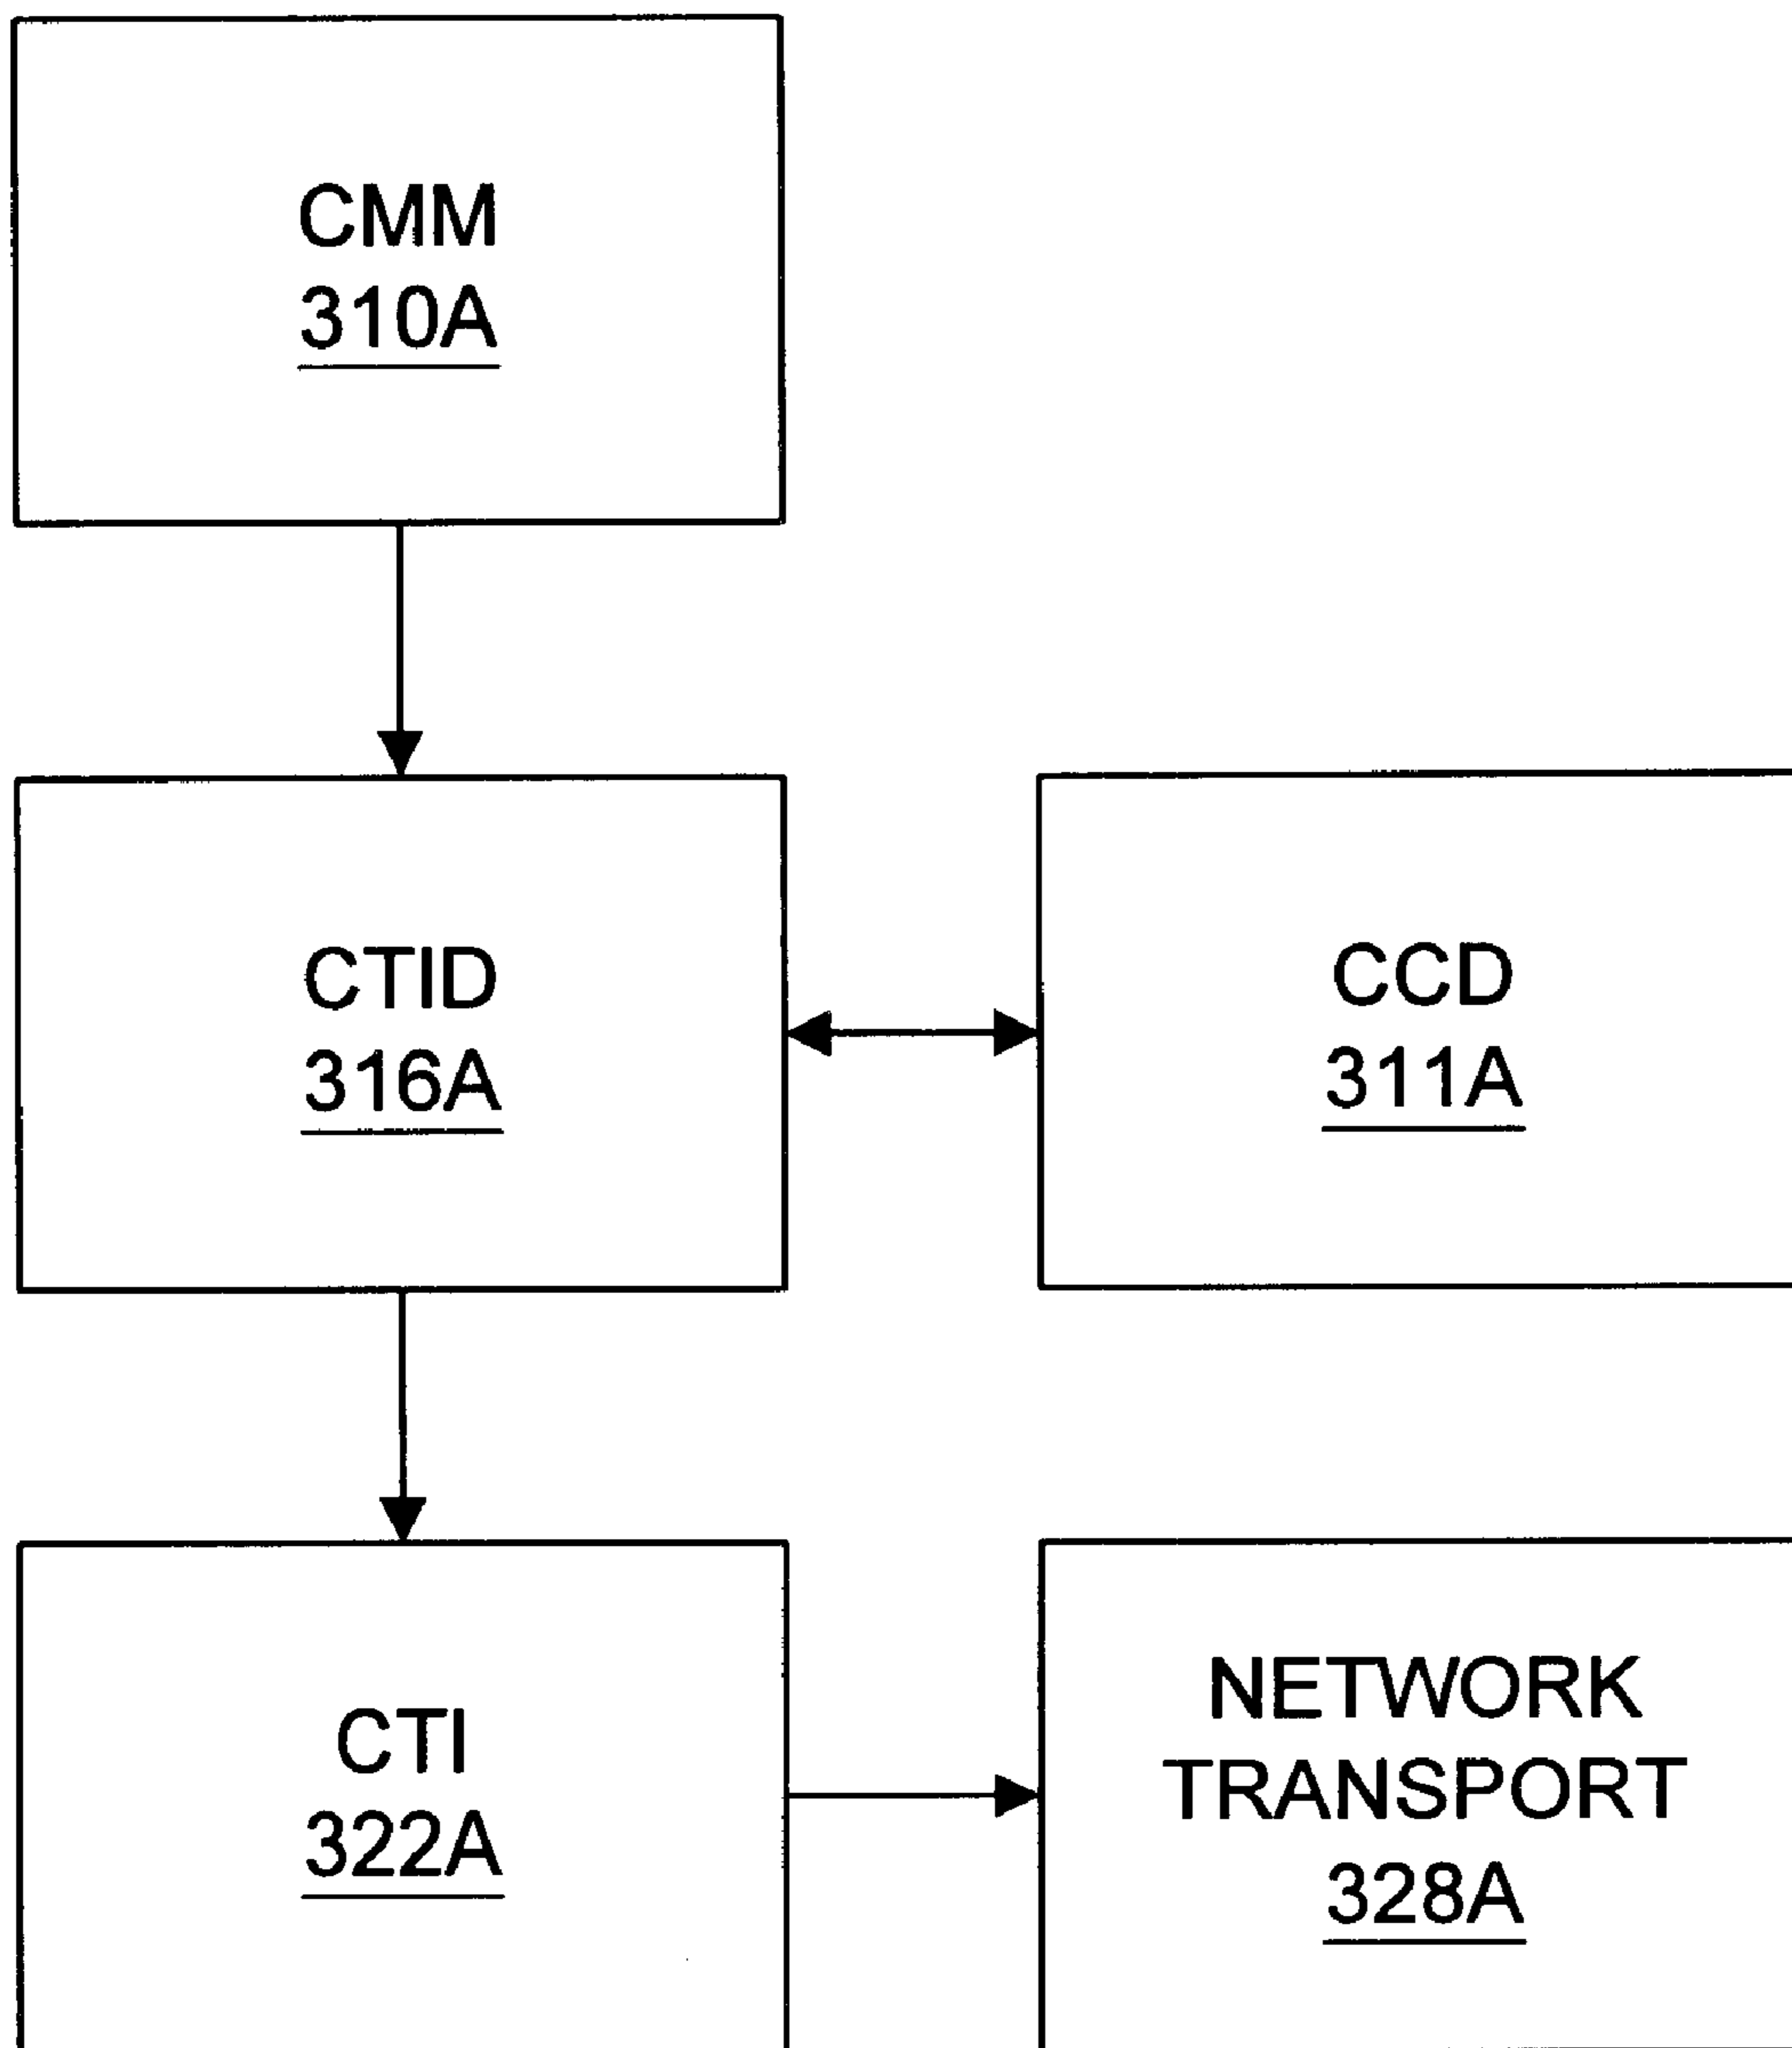 CMM
310A
CTID
316A
CCD
311A
CTI
322A
NETWORK
TRANSPORT
328A